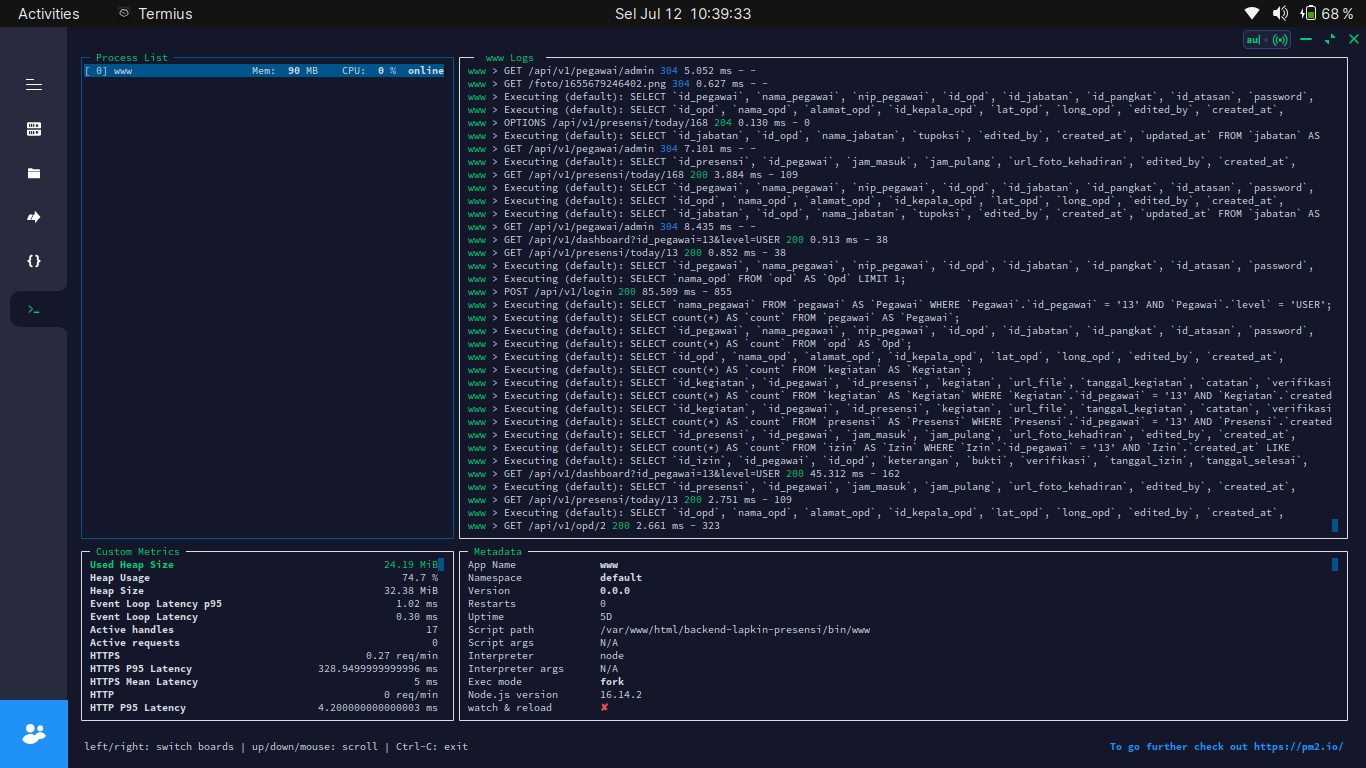 Activities
Termius
Sel Jul 12 10:39:33
68 %
au
Process List
[ 0] www Mem: 90 MB CPU: 0 % online
www Logs
www > GET /api/v1/pegawai/admin 304 5.052 ms - -
www > GET /foto/1655679246402.png 304 0.627 ms - -
www > Executing (default): SELECT `id_pegawai`, `nama_pegawai`, `nip_pegawai`, `id_opd`, `id_jabatan`, `id_pangkat`, `id_atasan`, `password`,
www > Executing (default): SELECT `id_opd`, `nama_opd`, `alamat_opd`, `id_kepala_opd`, `lat_opd`, `long_opd`, `edited_by`, `created_at`,
www > OPTIONS /api/v1/presensi/today/168 204 0.130 ms - 0
www > Executing (default): SELECT `id_jabatan`, `id_opd`, `nama_jabatan`, `tupoksi`, `edited_by`, `created_at`, `updated_at` FROM `jabatan` AS
www > GET /api/v1/pegawai/admin 304 7.101 ms - -
www > Executing (default): SELECT `id_presensi`, `id_pegawai`, `jam_masuk`, `jam_pulang`, `url_foto_kehadiran`, `edited_by`, `created_at`,
www > GET /api/v1/presensi/today/168 200 3.884 ms - 109
www > Executing (default): SELECT `id_pegawai`, `nama_pegawai`, `nip_pegawai`, `id_opd`, `id_jabatan`, `id_pangkat`, `id_atasan`, `password`,
www > Executing (default): SELECT `id_opd`, `nama_opd`, `alamat_opd`, `id_kepala_opd`, `lat_opd`, `long_opd`, `edited_by`, `created_at`,
www > Executing (default): SELECT `id_jabatan`, `id_opd`, `nama_jabatan`, `tupoksi`, `edited_by`, `created_at`, `updated_at` FROM `jabatan` AS
www > GET /api/v1/pegawai/admin 304 8.435 ms - -
www > GET /api/v1/dashboard?id_pegawai=13&level=USER 200 0.913 ms - 38
www > GET /api/v1/presensi/today/13 200 0.852 ms - 38
www > Executing (default): SELECT `id_pegawai`, `nama_pegawai`, `nip_pegawai`, `id_opd`, `id_jabatan`, `id_pangkat`, `id_atasan`, `password`,
www > Executing (default): SELECT `nama_opd` FROM `opd` AS `Opd` LIMIT 1;
www > POST /api/v1/login 200 85.509 ms - 855
www > Executing (default): SELECT `nama_pegawai` FROM `pegawai` AS `Pegawai` WHERE `Pegawai`.`id_pegawai` = '13' AND `Pegawai`.`level` = 'USER';
www > Executing (default): SELECT count(*) AS `count` FROM `pegawai` AS `Pegawai`;
www > Executing (default): SELECT `id_pegawai`, `nama_pegawai`, `nip_pegawai`, `id_opd`, `id_jabatan`, `id_pangkat`, `id_atasan`, `password`,
www > Executing (default): SELECT count(*) AS `count` FROM `opd` AS `Opd`;
www > Executing (default): SELECT `id_opd`, `nama_opd`, `alamat_opd`, `id_kepala_opd`, `lat_opd`, `long_opd`, `edited_by`, `created_at`,
www > Executing (default): SELECT count(*) AS `count` FROM `kegiatan` AS `Kegiatan`;
www > Executing (default): SELECT `id_kegiatan`, `id_pegawai`, `id_presensi`, `kegiatan`, `url_file`, `tanggal_kegiatan`, `catatan`, `verifikasi
www > Executing (default): SELECT count(*) AS `count` FROM `kegiatan` AS `Kegiatan` WHERE `Kegiatan`.`id_pegawai` = '13' AND `Kegiatan`.`created
www > Executing (default): SELECT `id_kegiatan`, `id_pegawai`, `id_presensi`, `kegiatan`, `url_file`, `tanggal_kegiatan`, `catatan`, `verifikasi
www > Executing (default): SELECT count(*) AS `count` FROM `presensi` AS `Presensi` WHERE `Presensi`.`id_pegawai` = '13' AND `Presensi`.`created
www > Executing (default): SELECT `id_presensi`, `id_pegawai`, `jam_masuk`, `jam_pulang`, `url_foto_kehadiran`, `edited_by`, `created_at`,
www > Executing (default): SELECT count(*) AS `count` FROM `izin` AS `Izin` WHERE `Izin`.`id_pegawai` = '13' AND `Izin`.`created_at` LIKE
www > Executing (default): SELECT `id_izin`, `id_pegawai`, `id_opd`, `keterangan`, `bukti`, `verifikasi`, `tanggal_izin`, `tanggal_selesai`,
www > GET /api/v1/dashboard?id_pegawai=13&level=USER 200 45.312 ms - 162
www > Executing (default): SELECT `id_presensi`, `id_pegawai`, `jam_masuk`, `jam_pulang`, `url_foto_kehadiran`, `edited_by`, `created_at`,
www > GET /api/v1/presensi/today/13 200 2.751 ms - 109
www > Executing (default): SELECT `id_opd`, `nama_opd`, `alamat_opd`, `id_kepala_opd`, `lat_opd`, `long_opd`, `edited_by`, `created_at`,
www > GET /api/v1/opd/2 200 2.661 ms - 323
Custom Metrics
Used Heap Size 24.19 MiB
Heap Usage 74.7 %
Heap Size 32.38 MiB
Event Loop Latency p95 1.02 ms
Event Loop Latency 0.30 ms
Active handles 17
Active requests 0
HTTPS 0.27 req/min
HTTPS P95 Latency 328.9499999999996 ms
HTTPS Mean Latency 5 ms
HTTP 0 req/min
HTTP P95 Latency 4.200000000000003 ms
Metadata
App Name www
Namespace default
Version 0.0.0
Restarts 0
Uptime 5D
Script path /var/www/html/backend-lapkin-presensi/bin/www
Script args N/A
Interpreter node
Interpreter args N/A
Exec mode fork
Node.js version 16.14.2
watch & reload ✘
left/right: switch boards | up/down/mouse: scroll | Ctrl-C: exit
To go further check out https://pm2.io/